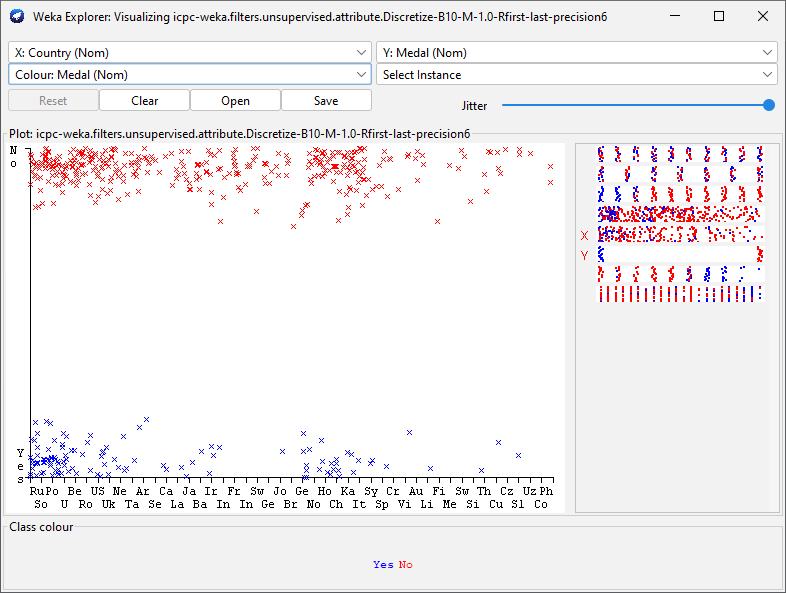 Weka Explorer: Visualizing icpc-weka.filters.unsupervised.attribute.Discretize-B10-M-1.0-Rfirst-last-precision6
X: Country (Nom)
Y: Medal (Nom)
Colour: Medal (Nom)
Select Instance
Reset
Clear
Open
Save
Jitter
Plot: icpc-weka.filters.unsupervised.attribute.Discretize-B10-M-1.0-Rfirst-last-precision6
N
o
Y
e
s
Ru Po Be US Ne Ar Ca Ja Ir Fr Sw Jo Ge Ho Ka Sy Cr Au Fi Sw Th Cz Uz Ph
So U Ro Uk Ta Se La Ba In In Ge Br No Ch It Sp Vi Li Me Si Cu Sl Co
X
Y
Class colour
Yes No